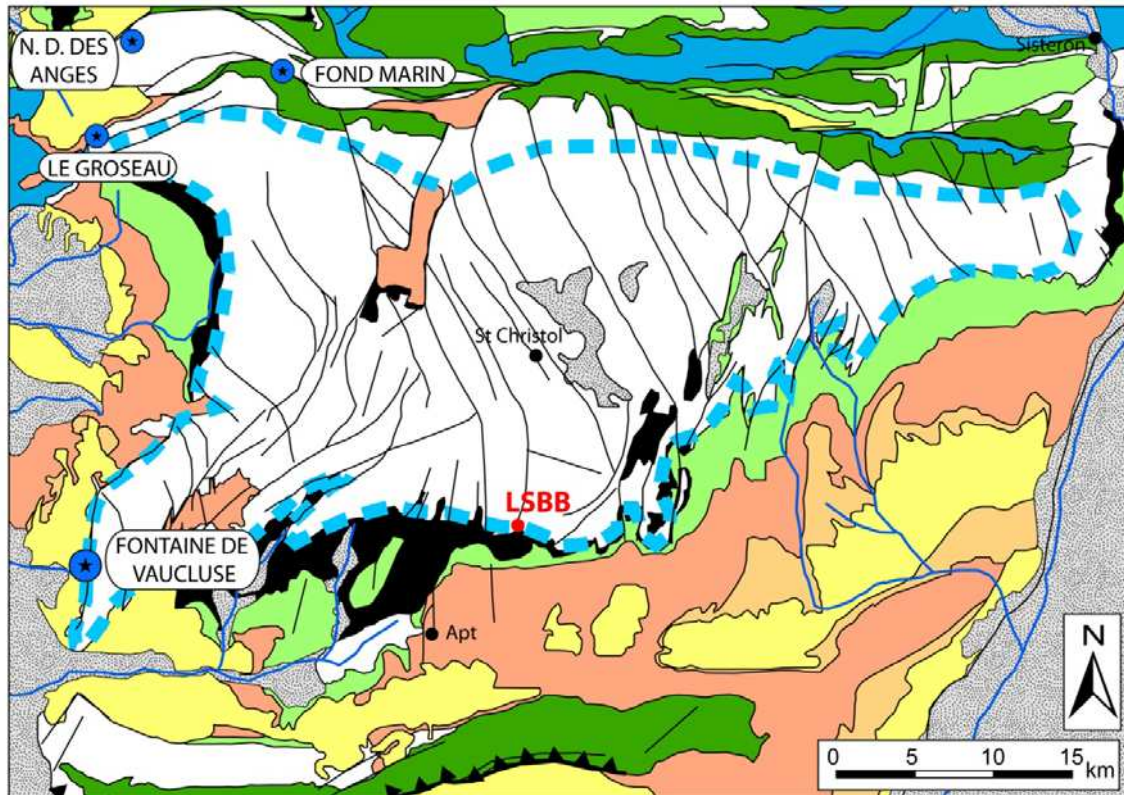 N. D. DES
ANGES
FOND MARIN
Sisteron
LE GROSEAU
St Christol
LSBB
FONTAINE DE
VAUCLUSE
Apt
N
0 5 10 15
km